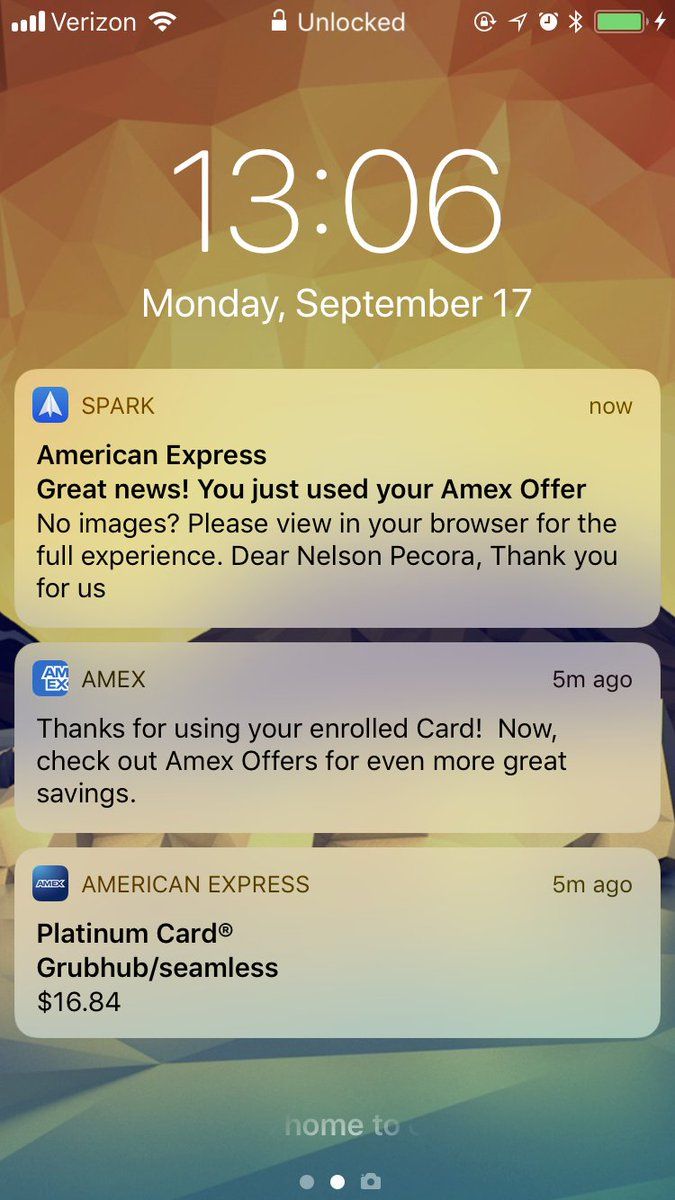 Verizon Unlocked
13:06
Monday, September 17
SPARK now
American Express
Great news! You just used your Amex Offer
No images? Please view in your browser for the
full experience. Dear Nelson Pecora, Thank you
for us
AM
EX
AMEX 5m ago
Thanks for using your enrolled Card!  Now,
check out Amex Offers for even more great
savings.
AMEX
AMERICAN EXPRESS 5m ago
Platinum Card®
Grubhub/seamless
$16.84
home to